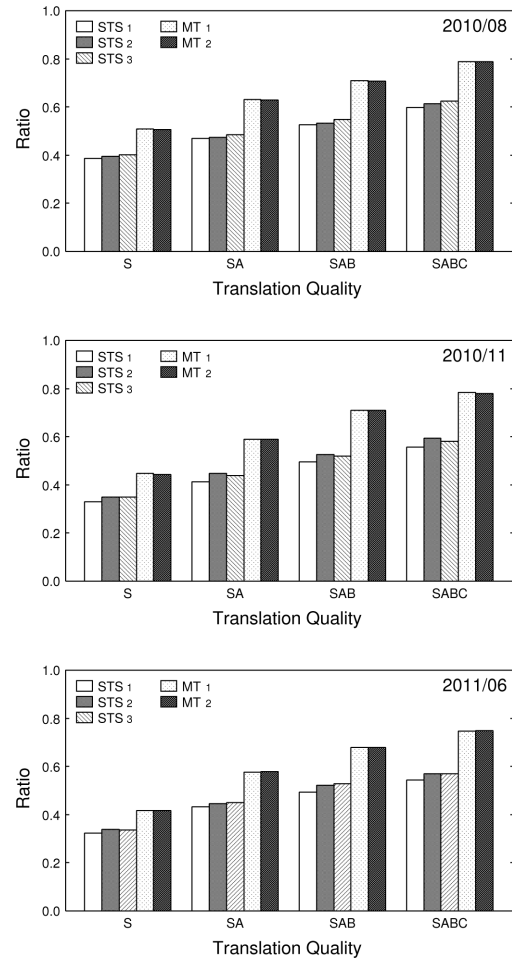 1.0
STS 1 MT 1 2010/08
STS 2 MT 2
0.8 STS 3
0.6
Ratio
0.4
0.2
0.0
S SA SAB SABC
Translation Quality
1.0
STS 1 MT 1 2010/11
STS 2 MT 2
0.8 STS 3
0.6
Ratio
0.4
0.2
0.0
S SA SAB SABC
Translation Quality
1.0
STS 1 MT 1 2011/06
STS 2 MT 2
0.8 STS 3
0.6
Ratio
0.4
0.2
0.0
S SA SAB SABC
Translation Quality